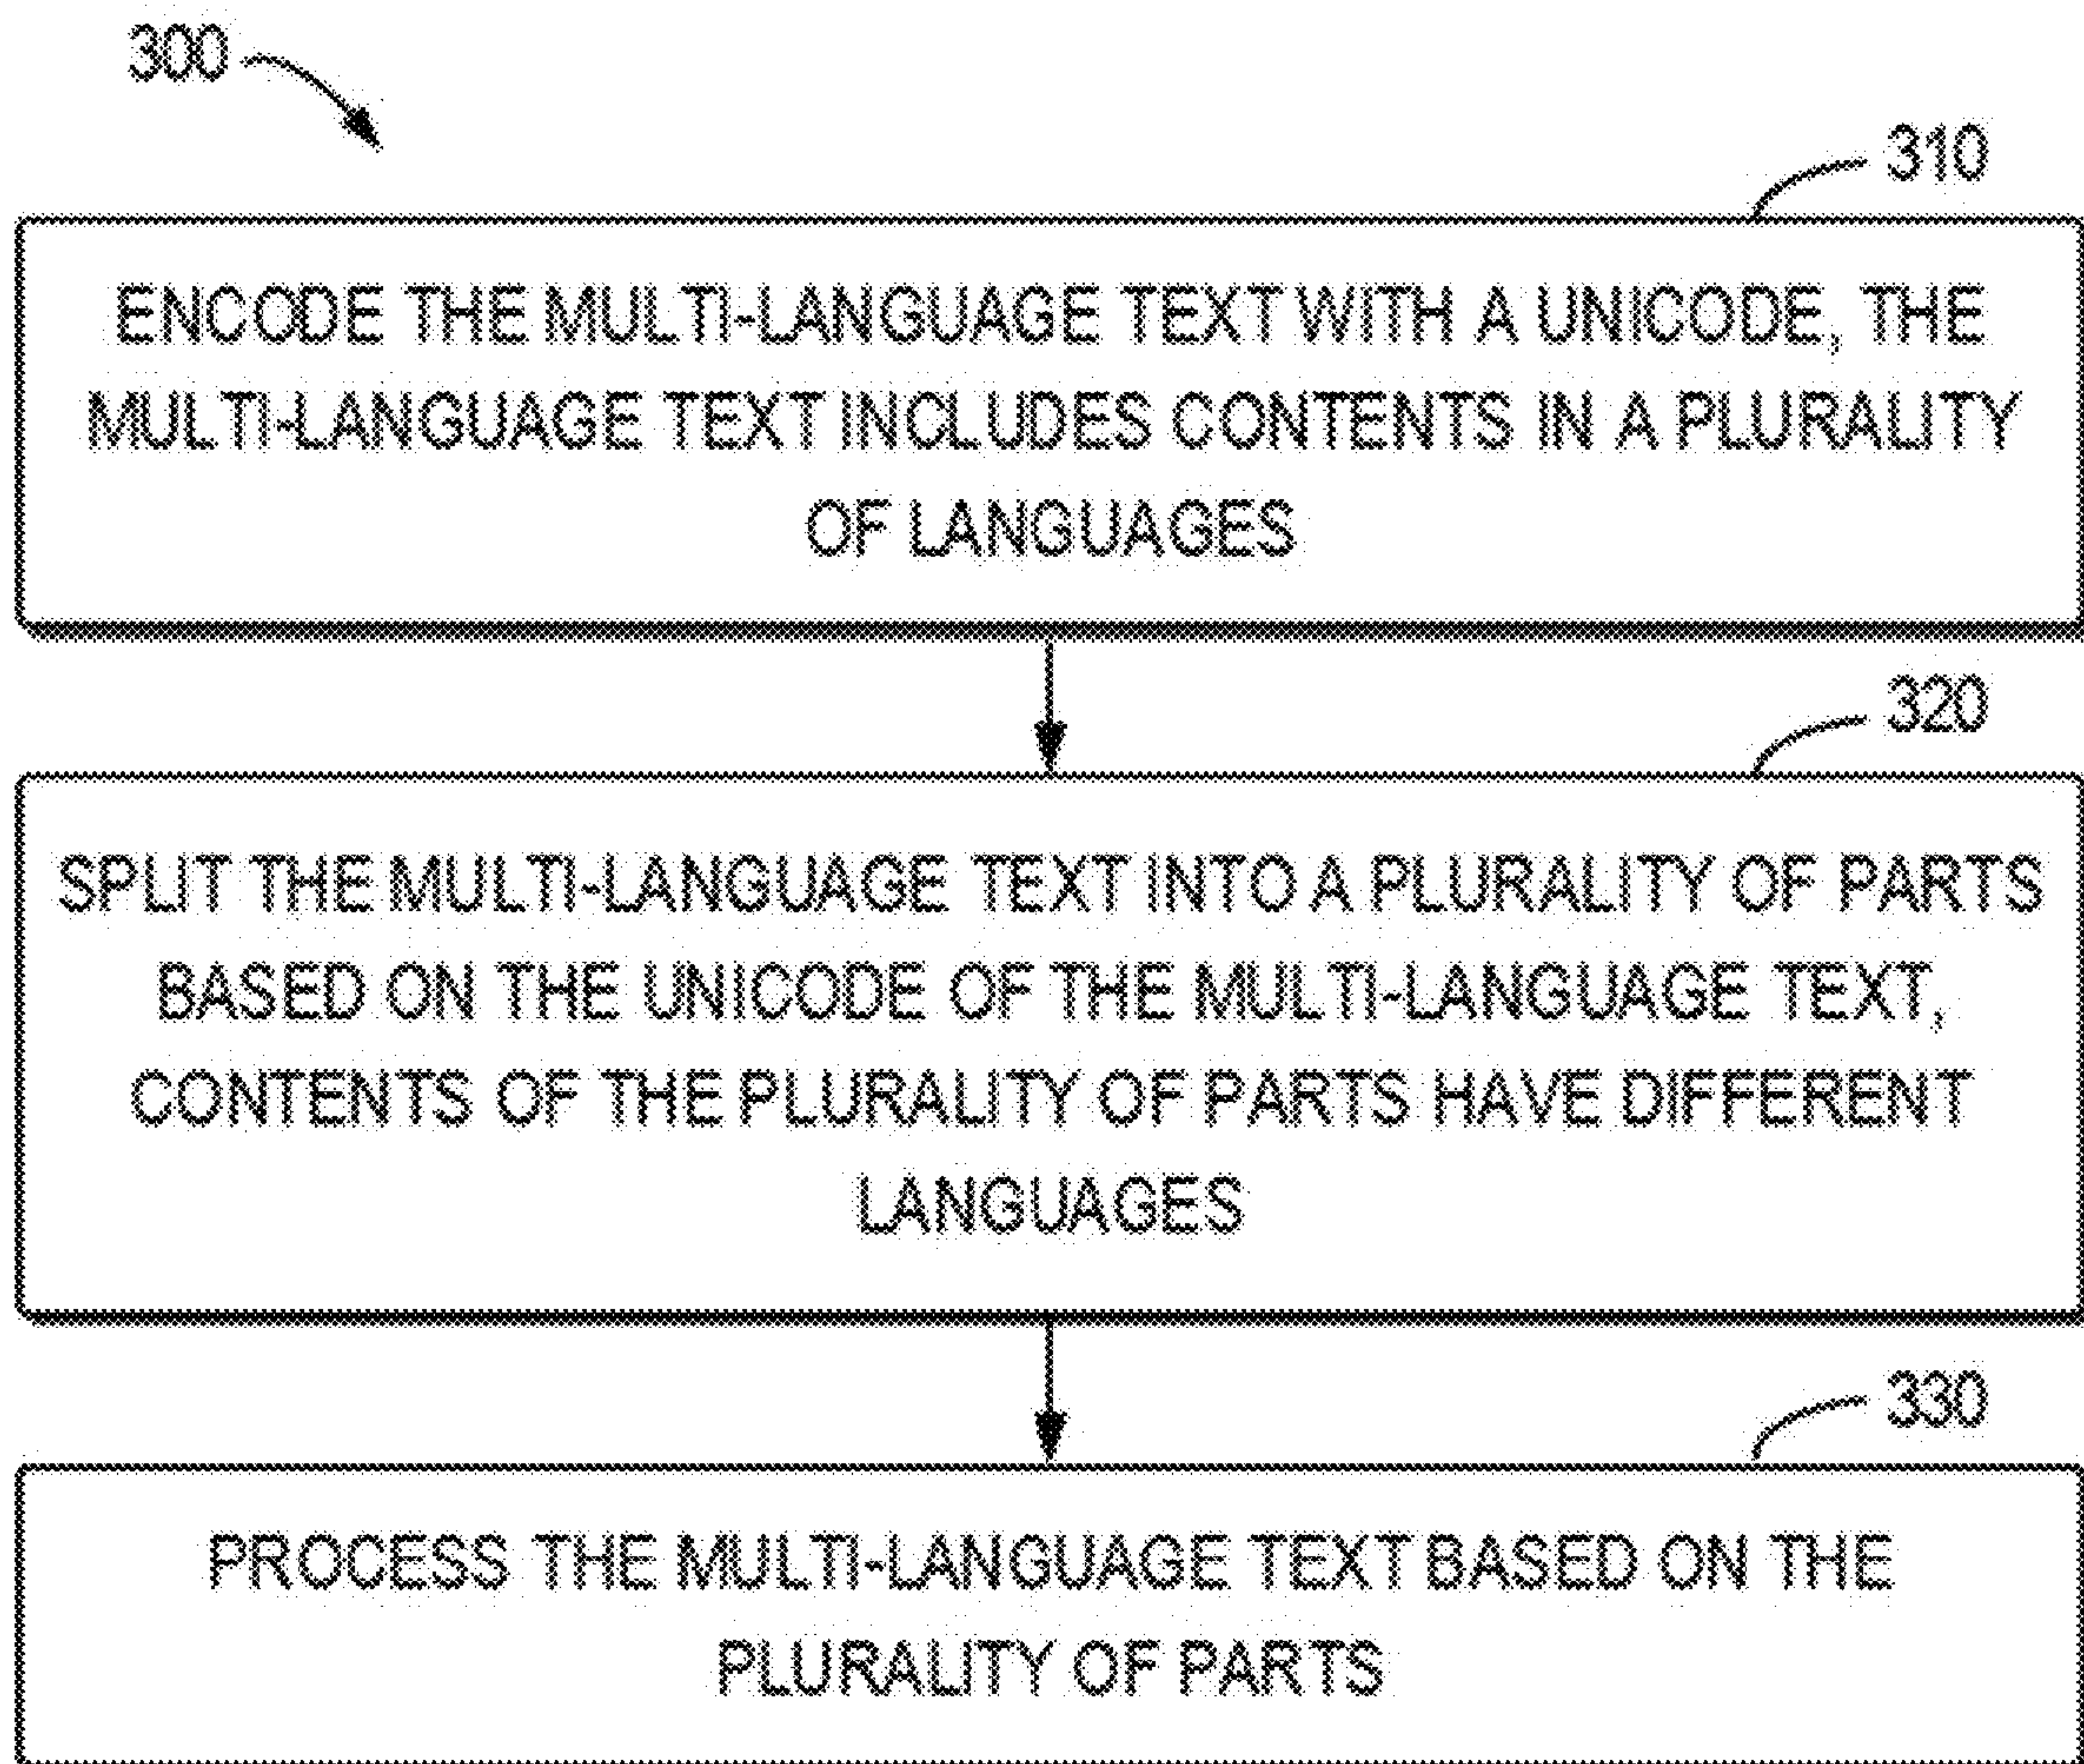 300
310
ENCODE THE MULTI-LANGUAGE TEXT WITH A UNICODE, THE
MULTI-LANGUAGE TEXT INCLUDES CONTENTS IN A PLURALITY
OF LANGUAGES
320
SPLIT THE MULTI-LANGUAGE TEXT INTO A PLURALITY OF PARTS
BASED ON THE UNICODE OF THE MULTI-LANGUAGE TEXT,
CONTENTS OF THE PLURALITY OF PARTS HAVE DIFFERENT
LANGUAGES
330
PROCESS THE MULTI-LANGUAGE TEXT BASED ON THE
PLURALITY OF PARTS